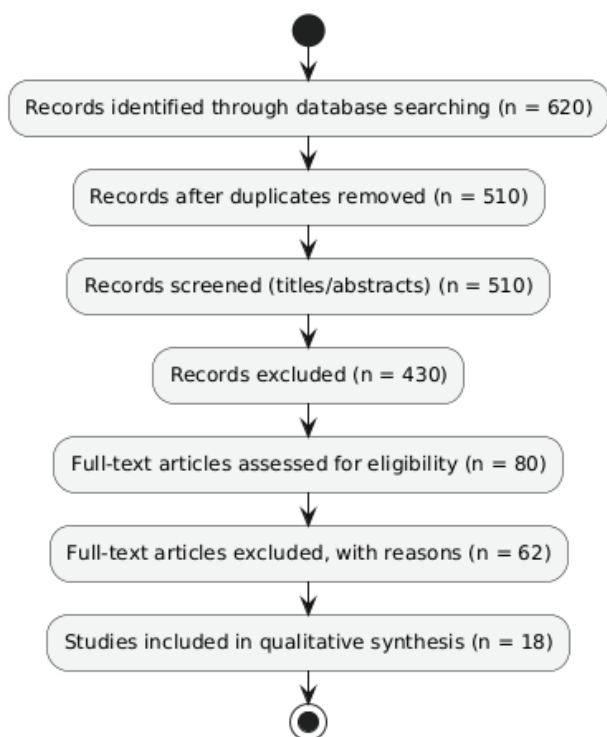 Records identified through database searching (n = 620)
Records after duplicates removed (n = 510)
Records screened (titles/abstracts) (n = 510)
Records excluded (n = 430)
Full-text articles assessed for eligibility (n = 80)
Full-text articles excluded, with reasons (n = 62)
Studies included in qualitative synthesis (n = 18)